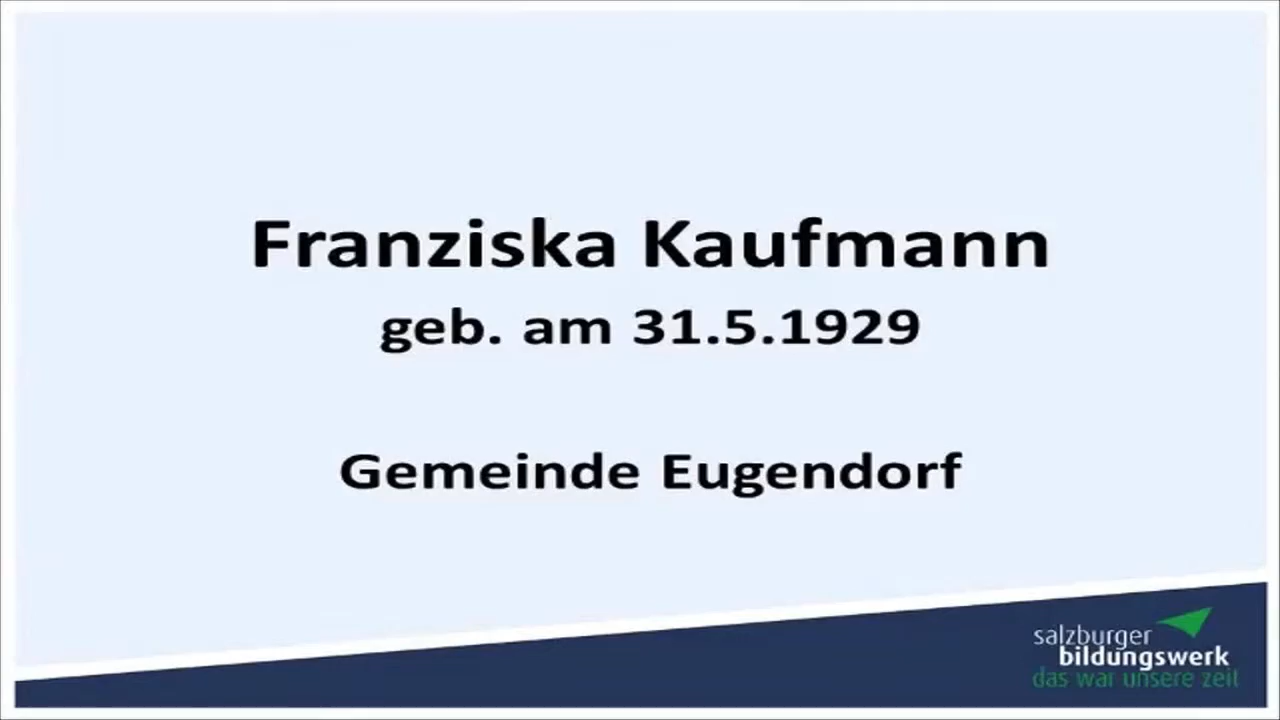 Franziska Kaufmann
geb. am 31.5.1929
Gemeinde Eugendorf
salzburger
bildungswerk
das war unsere zeit